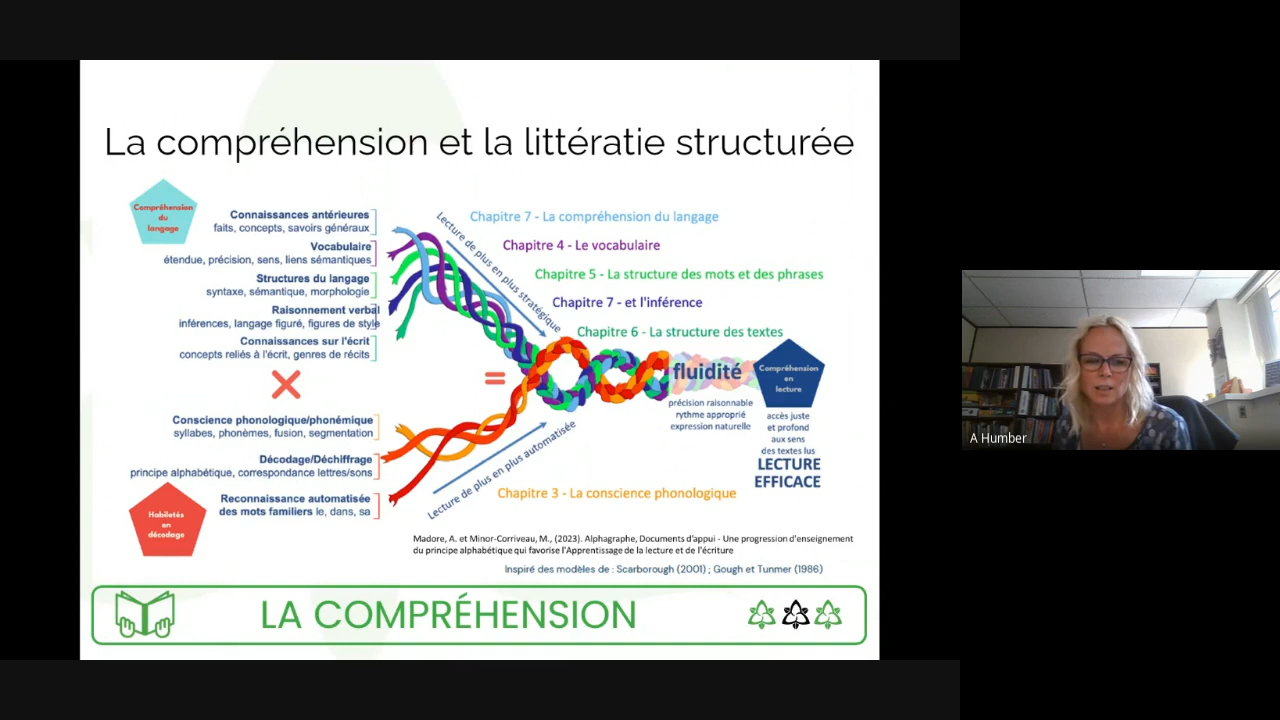 La compréhension et la littératie structurée
Compréhension
du
langage
Connaissances antérieures
faits, concepts, savoirs généraux
Vocabulaire
étendue, précision, sens, liens sémantiques
Structures du langage
syntaxe, sémantique, morphologie
Raisonnement verbal
inférences, langage figuré, figures de style
Connaissances sur l'écrit
concepts reliés à l'écrit, genres de récits
Lecture de plus en plus stratégique
Chapitre 7 - La compréhension du langage
Chapitre 4 - Le vocabulaire
Chapitre 5 - La structure des mots et des phrases
Chapitre 7 - et l'inférence
Chapitre 6 - La structure des textes
×
=
fluidité
précision raisonnable
rythme approprié
expression naturelle
Compréhension
en
lecture
accès juste
et profond
aux sens
des textes lus
LECTURE
EFFICACE
Conscience phonologique/phonémique
syllabes, phonèmes, fusion, segmentation
Décodage/Déchiffrage
principe alphabétique, correspondance lettres/sons
Reconnaissance automatisée
des mots familiers le, dans, sa
Habiletés
en
décodage
Lecture de plus en plus automatisée
Chapitre 3 - La conscience phonologique
Madore, A. et Minor-Corriveau, M., (2023). Alphagraphe, Documents d'appui - Une progression d'enseignement
du principe alphabétique qui favorise l'Apprentissage de la lecture et de l'écriture
Inspiré des modèles de : Scarborough (2001) ; Gough et Tunmer (1986)
LA COMPRÉHENSION
A Humber